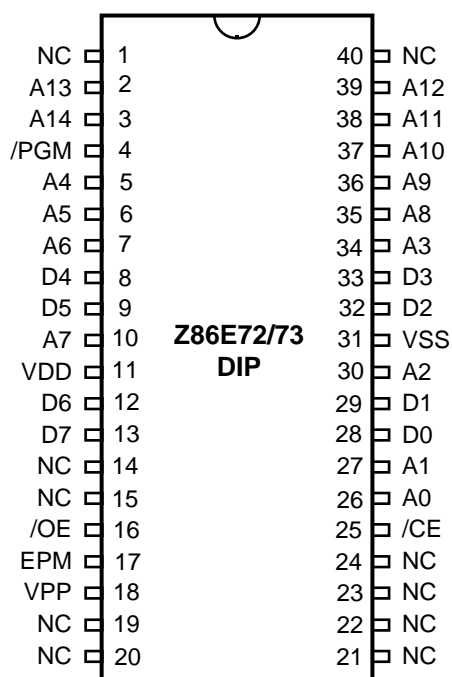 NC 1 40 NC
A13 2 39 A12
A14 3 38 A11
/PGM 4 37 A10
A4 5 36 A9
A5 6 35 A8
A6 7 34 A3
D4 8 33 D3
D5 9 32 D2
A7 10 Z86E72/73 31 VSS
VDD 11 DIP 30 A2
D6 12 29 D1
D7 13 28 D0
NC 14 27 A1
NC 15 26 A0
/OE 16 25 /CE
EPM 17 24 NC
VPP 18 23 NC
NC 19 22 NC
NC 20 21 NC